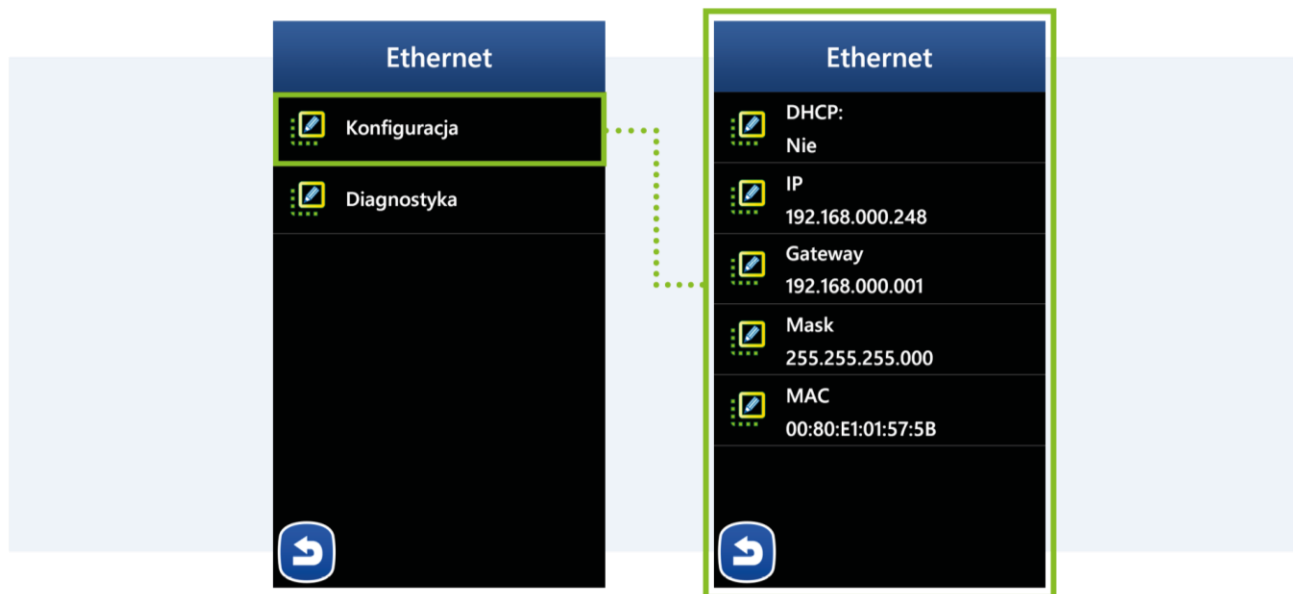 Ethernet
Konfiguracja
Diagnostyka
Ethernet
DHCP:
Nie
IP
192.168.000.248
Gateway
192.168.000.001
Mask
255.255.255.000
MAC
00:80:E1:01:57:5B